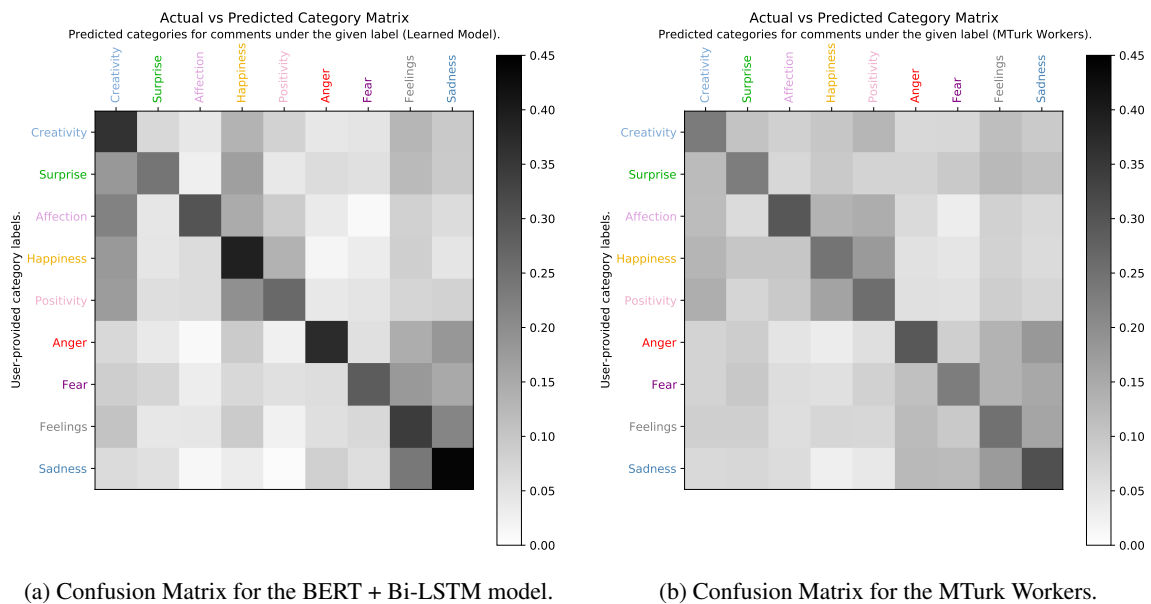 Actual vs Predicted Category Matrix
Predicted categories for comments under the given label (Learned Model).
Creativity
Surprise
Affection
Happiness
Positivity
Anger
Fear
Feelings
Sadness
User-provided category labels.
Creativity
Surprise
Affection
Happiness
Positivity
Anger
Fear
Feelings
Sadness
0.45
0.40
0.35
0.30
0.25
0.20
0.15
0.10
0.05
0.00
(a) Confusion Matrix for the BERT + Bi-LSTM model.
Actual vs Predicted Category Matrix
Predicted categories for comments under the given label (MTurk Workers).
Creativity
Surprise
Affection
Happiness
Positivity
Anger
Fear
Feelings
Sadness
User-provided category labels.
Creativity
Surprise
Affection
Happiness
Positivity
Anger
Fear
Feelings
Sadness
0.45
0.40
0.35
0.30
0.25
0.20
0.15
0.10
0.05
0.00
(b) Confusion Matrix for the MTurk Workers.